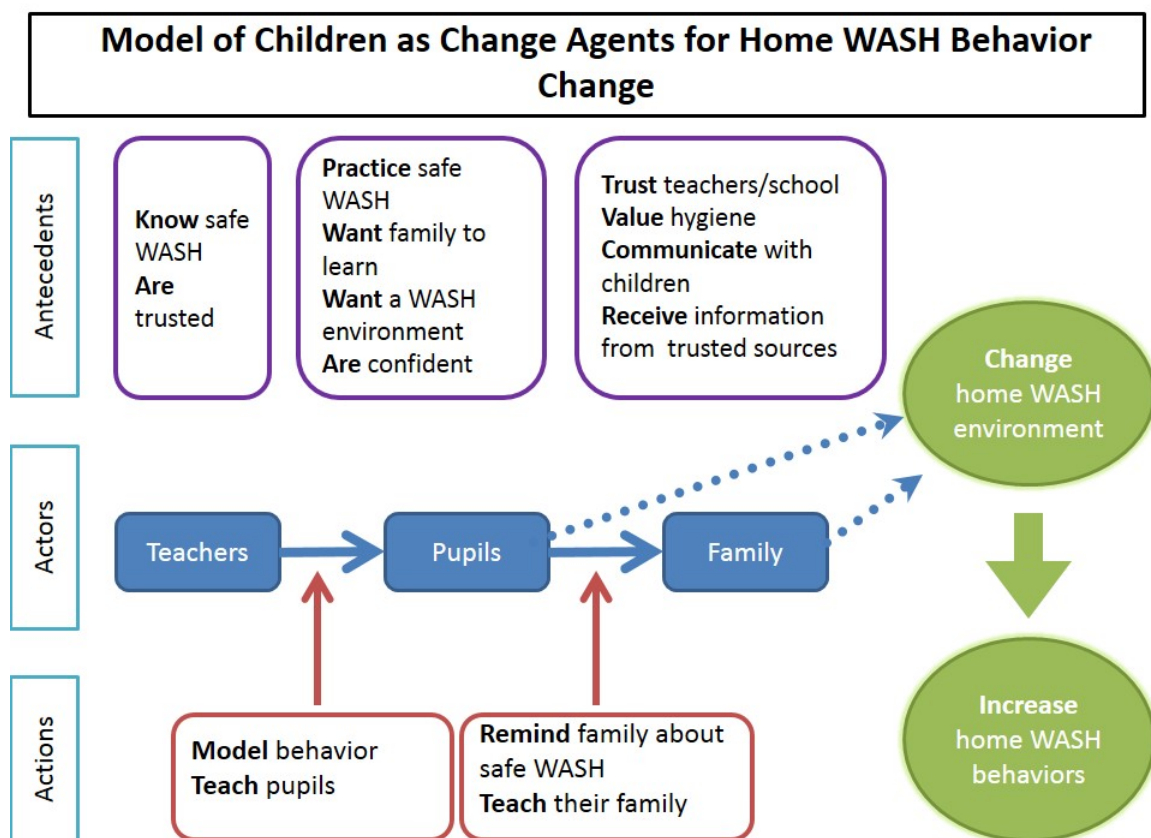 Model of Children as Change Agents for Home WASH Behavior
Change
Antecedents
Know safe
WASH
Are
trusted
Practice safe
WASH
Want family to
learn
Want a WASH
environment
Are confident
Trust teachers/school
Value hygiene
Communicate with
children
Receive information
from trusted sources
Change
home WASH
environment
Actors
Teachers
Pupils
Family
Actions
Model behavior
Teach pupils
Remind family about
safe WASH
Teach their family
Increase
home WASH
behaviors